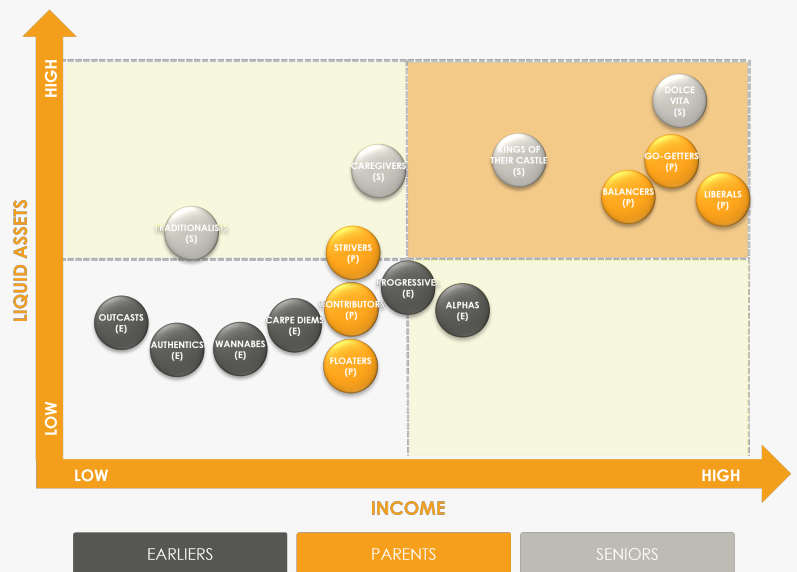 HIGH
DOLCE
VITA
(S)
KINGS OF
THEIR CASTLE
(S)
GO-GETTERS
(P)
CAREGIVERS
(S)
BALANCERS
(P)
LIBERALS
(P)
TRADITIONALISTS
(S)
STRIVERS
(P)
LIQUID ASSETS
PROGRESSIVES
(E)
CONTRIBUTORS
(P)
ALPHAS
(E)
OUTCASTS
(E)
CARPE DIEMS
(E)
AUTHENTICS
(E)
WANNABES
(E)
FLOATERS
(P)
LOW
LOW
HIGH
INCOME
EARLIERS
PARENTS
SENIORS